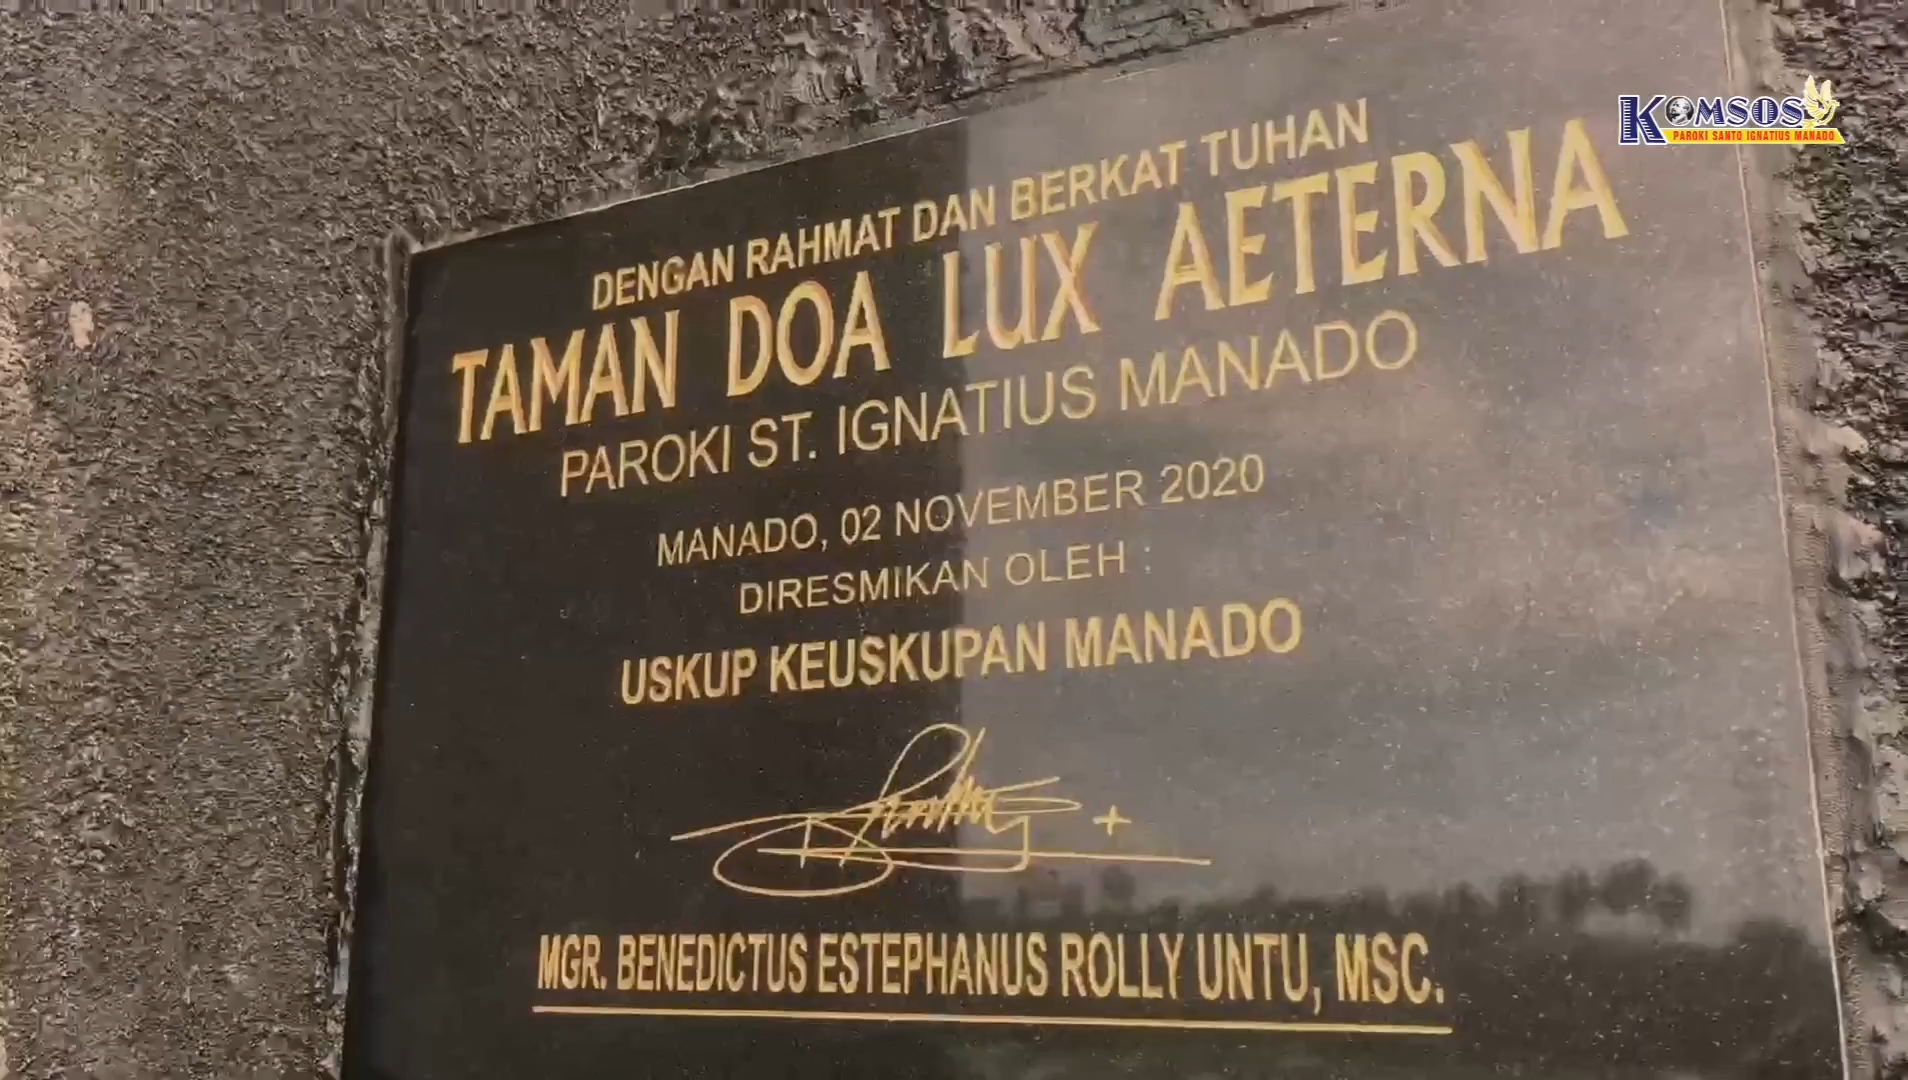 KOMSOS
PAROKI SANTO IGNATIUS MANADO
DENGAN RAHMAT DAN BERKAT TUHAN
TAMAN DOA LUX AETERNA
PAROKI ST. IGNATIUS MANADO
MANADO, 02 NOVEMBER 2020
DIRESMIKAN OLEH :
USKUP KEUSKUPAN MANADO
MGR. BENEDICTUS ESTEPHANUS ROLLY UNTU, MSC.